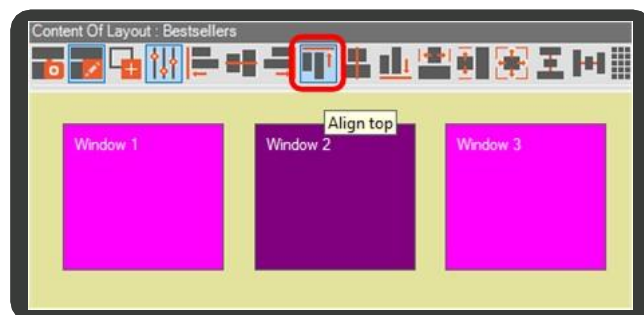 Content Of Layout : Bestsellers
Align top
Window 1
Window 2
Window 3